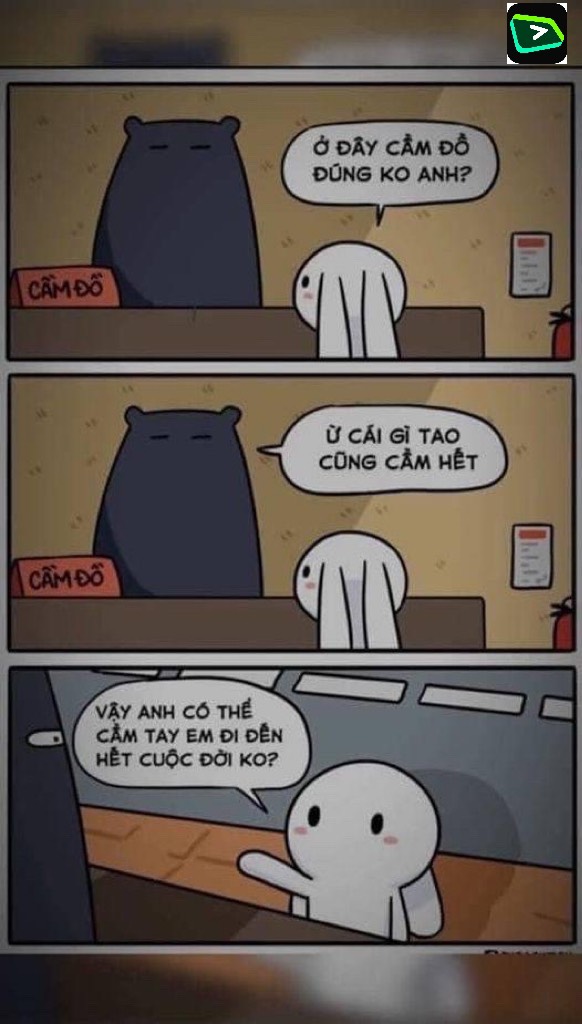 Ở ĐÂY CẦM ĐỒ
ĐÚNG KO ANH?
CẦM ĐỒ
Ừ CÁI GÌ TAO
CŨNG CẦM HẾT
CẦM ĐỒ
VẬY ANH CÓ THỂ
CẦM TAY EM ĐI ĐẾN
HẾT CUỘC ĐỜI KO?